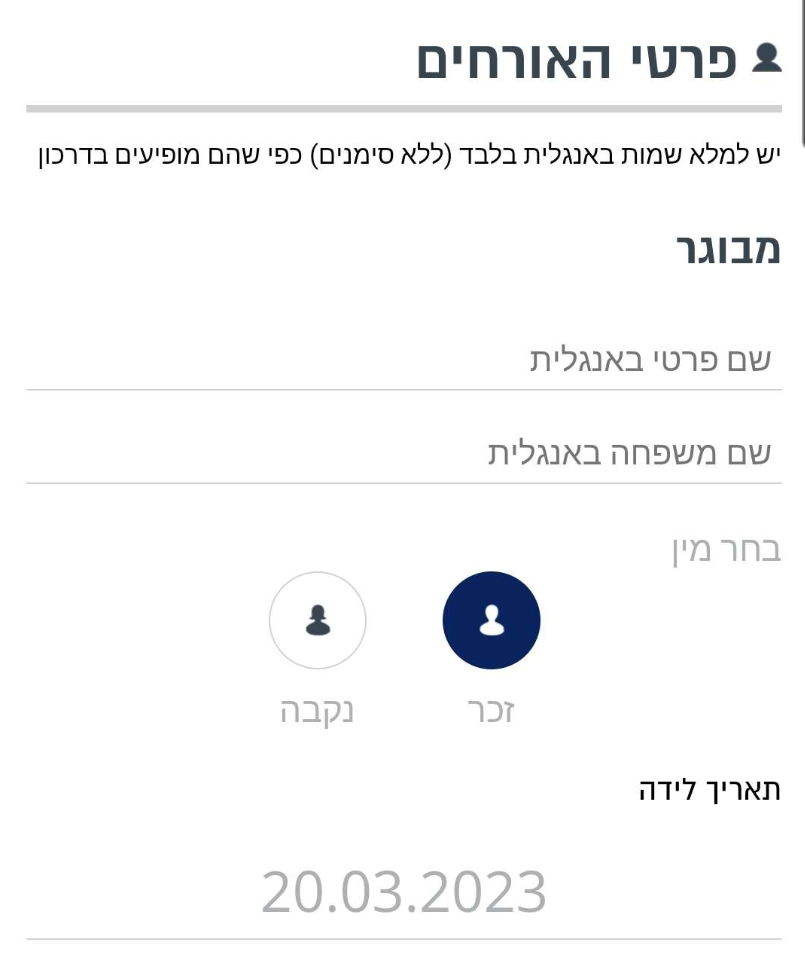 פרטי האורחים
יש למלא שמות באנגלית בלבד (ללא סימנים) כפי שהם מופיעים בדרכון
מבוגר
שם פרטי באנגלית
שם משפחה באנגלית
בחר מין
זכר נקבה
תאריך לידה
20.03.2023